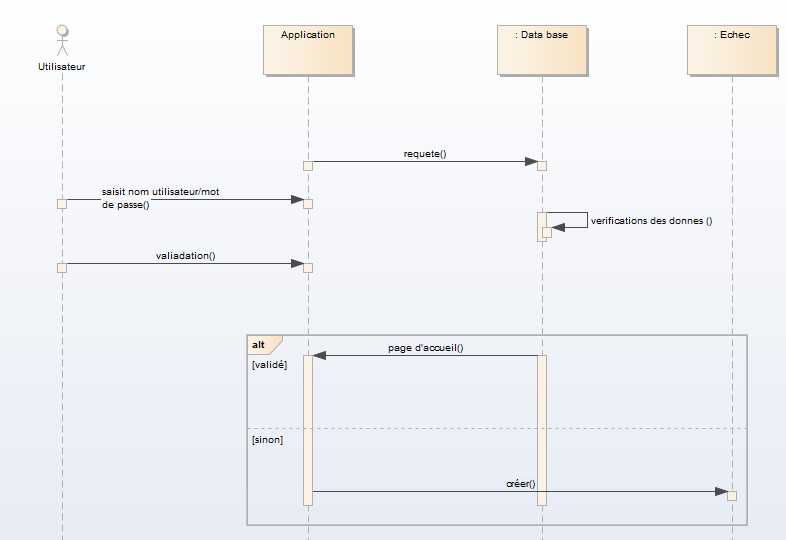 Utilisateur
Application
: Data base
: Echec
requete()
saisit nom utilisateur/mot
de passe()
verifications des donnes ()
valiadation()
alt
page d'accueil()
[validé]
[sinon]
créer()